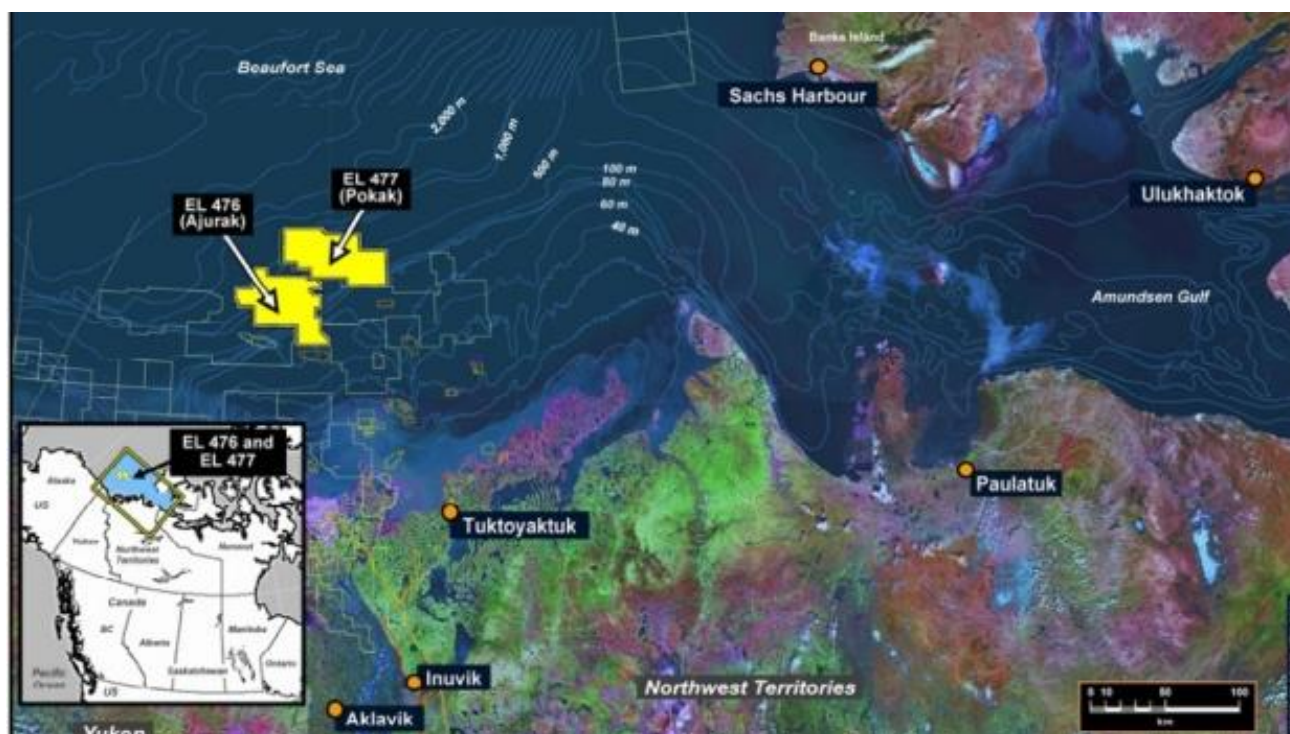 Beaufort Sea
Banks Island
Sachs Harbour
2,000 m
1,000 m
500 m
100 m
80 m
60 m
40 m
EL 477
(Pokak)
EL 476
(Ajurak)
Ulukhaktok
Amundsen Gulf
EL 476 and
EL 477
Alaska
US
Yukon
Northwest
Territories
Nunavut
Canada
BC
Alberta
Saskatchewan
Manitoba
Ontario
Pacific
Ocean
US
Tuktoyaktuk
Paulatuk
Inuvik
Aklavik
Northwest Territories
Yukon
0 10 50 100
km